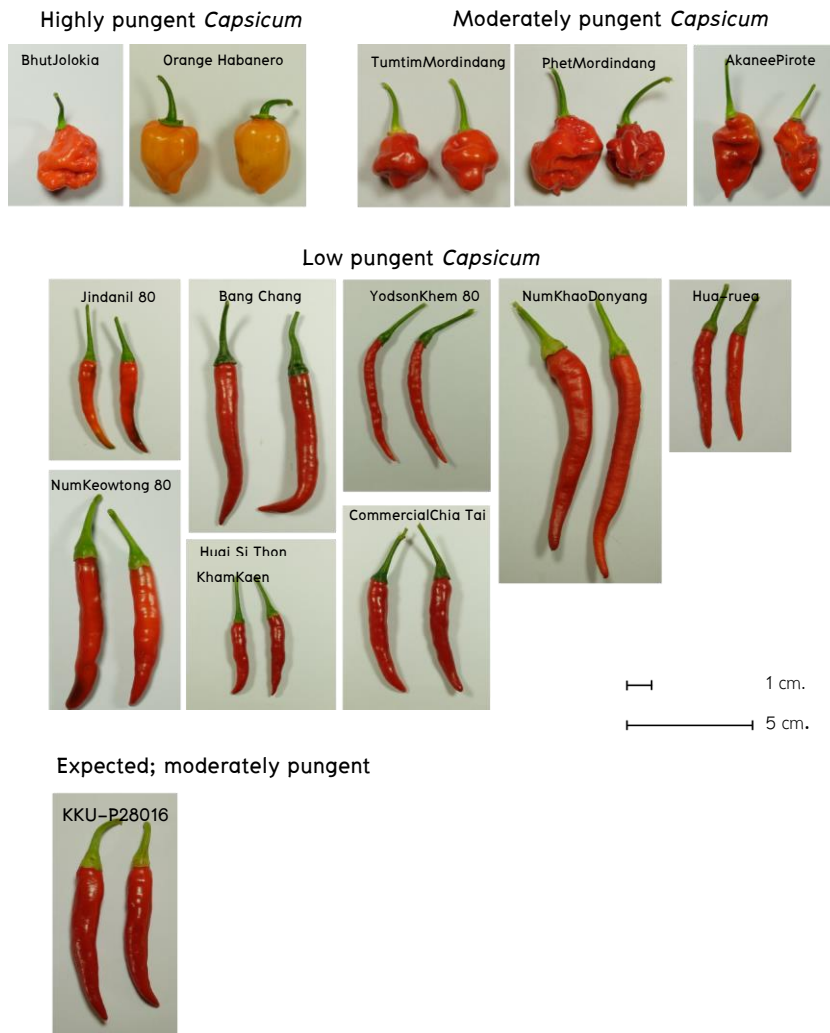 Highly pungent Capsicum
Moderately pungent Capsicum
BhutJolokia
Orange Habanero
TumtimMordindang
PhetMordindang
AkaneePirote
Low pungent Capsicum
Jindanil 80
Bang Chang
YodsonKhem 80
NumKhaoDonyang
Hua-ruea
NumKeowtong 80
CommercialChia Tai
Huai Si Thon
KhamKaen
1 cm.
5 cm.
Expected; moderately pungent
KKU-P28016